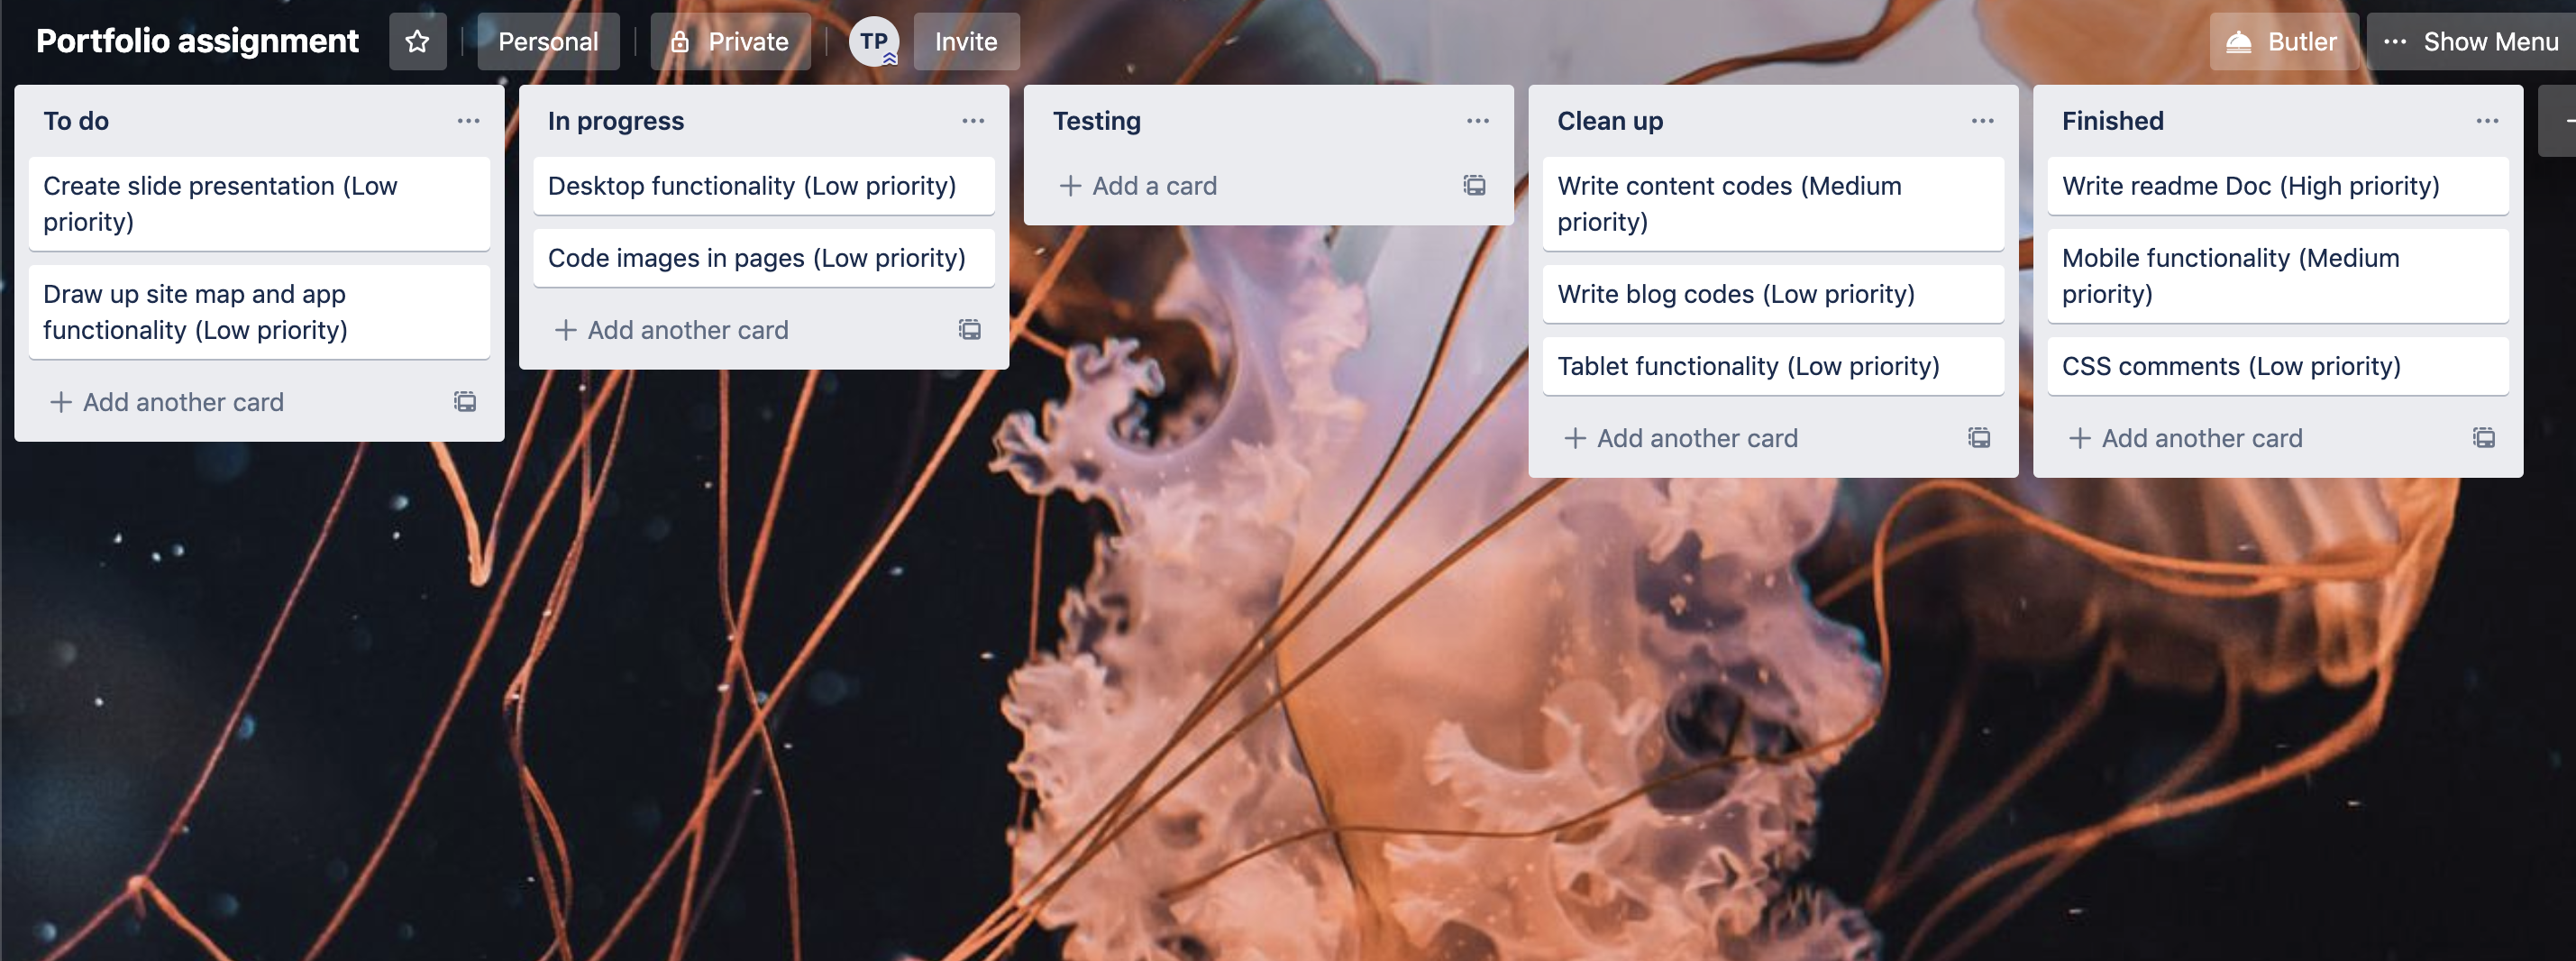 Portfolio assignment
Personal
Private
TP
Invite
Butler
Show Menu
To do
Create slide presentation (Low
priority)
Draw up site map and app
functionality (Low priority)
Add another card
In progress
Desktop functionality (Low priority)
Code images in pages (Low priority)
Add another card
Testing
Add a card
Clean up
Write content codes (Medium
priority)
Write blog codes (Low priority)
Tablet functionality (Low priority)
Add another card
Finished
Write readme Doc (High priority)
Mobile functionality (Medium
priority)
CSS comments (Low priority)
Add another card